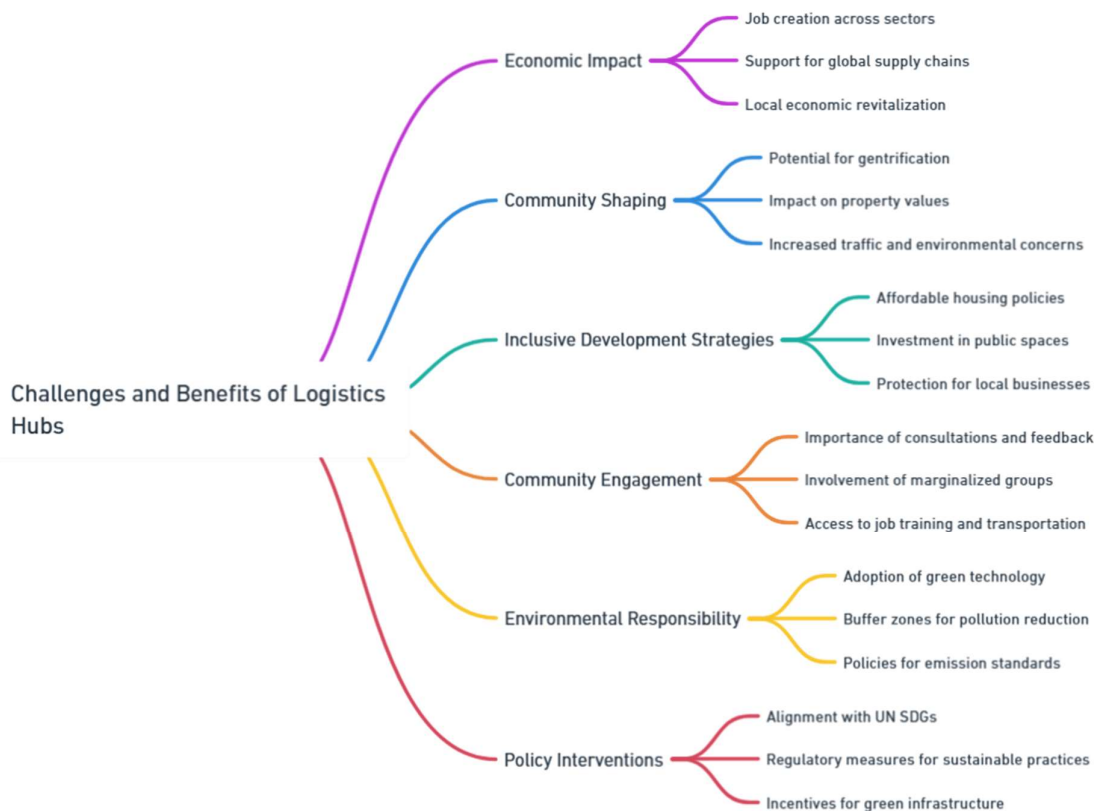 Challenges and Benefits of Logistics
Hubs
Economic Impact
Job creation across sectors
Support for global supply chains
Local economic revitalization
Community Shaping
Potential for gentrification
Impact on property values
Increased traffic and environmental concerns
Inclusive Development Strategies
Affordable housing policies
Investment in public spaces
Protection for local businesses
Community Engagement
Importance of consultations and feedback
Involvement of marginalized groups
Access to job training and transportation
Environmental Responsibility
Adoption of green technology
Buffer zones for pollution reduction
Policies for emission standards
Policy Interventions
Alignment with UN SDGs
Regulatory measures for sustainable practices
Incentives for green infrastructure